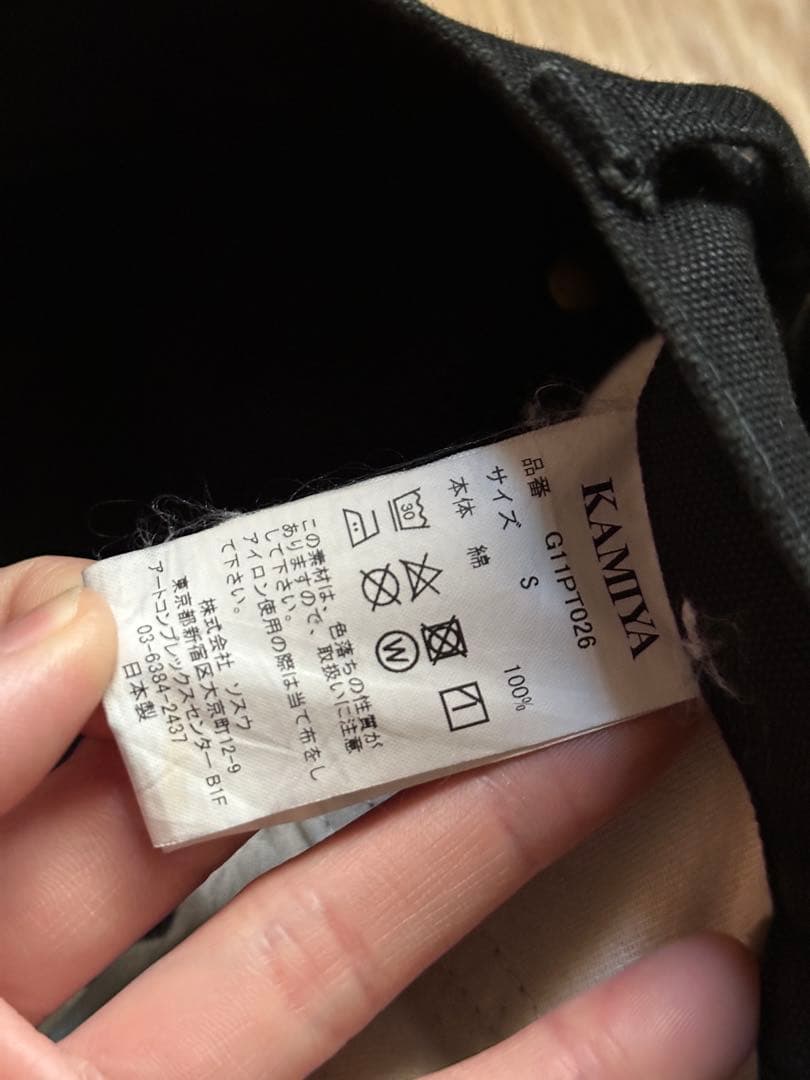 KAMIYA
品番 G11PT026
サイズ S
本体 綿 100%
30
W
この素材は、色落ちの性質が
ありますので、取扱いに注意
して下さい。
アイロン使用の際は当て布をし
て下さい。
株式会社 ソスウ
東京都新宿区大京町12-9
アートコンプレックスセンター B1F
03-6384-2437
日本製